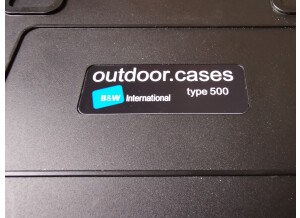 outdoor.cases
B&W International type 500